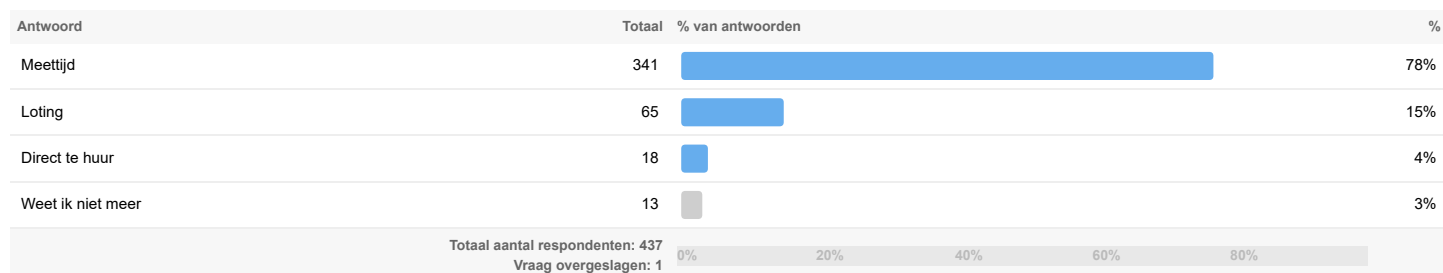 Antwoord Totaal % van antwoorden %
Meettijd 341 78%
Loting 65 15%
Direct te huur 18 4%
Weet ik niet meer 13 3%
Totaal aantal respondenten: 437
Vraag overgeslagen: 1
0% 20% 40% 60% 80%